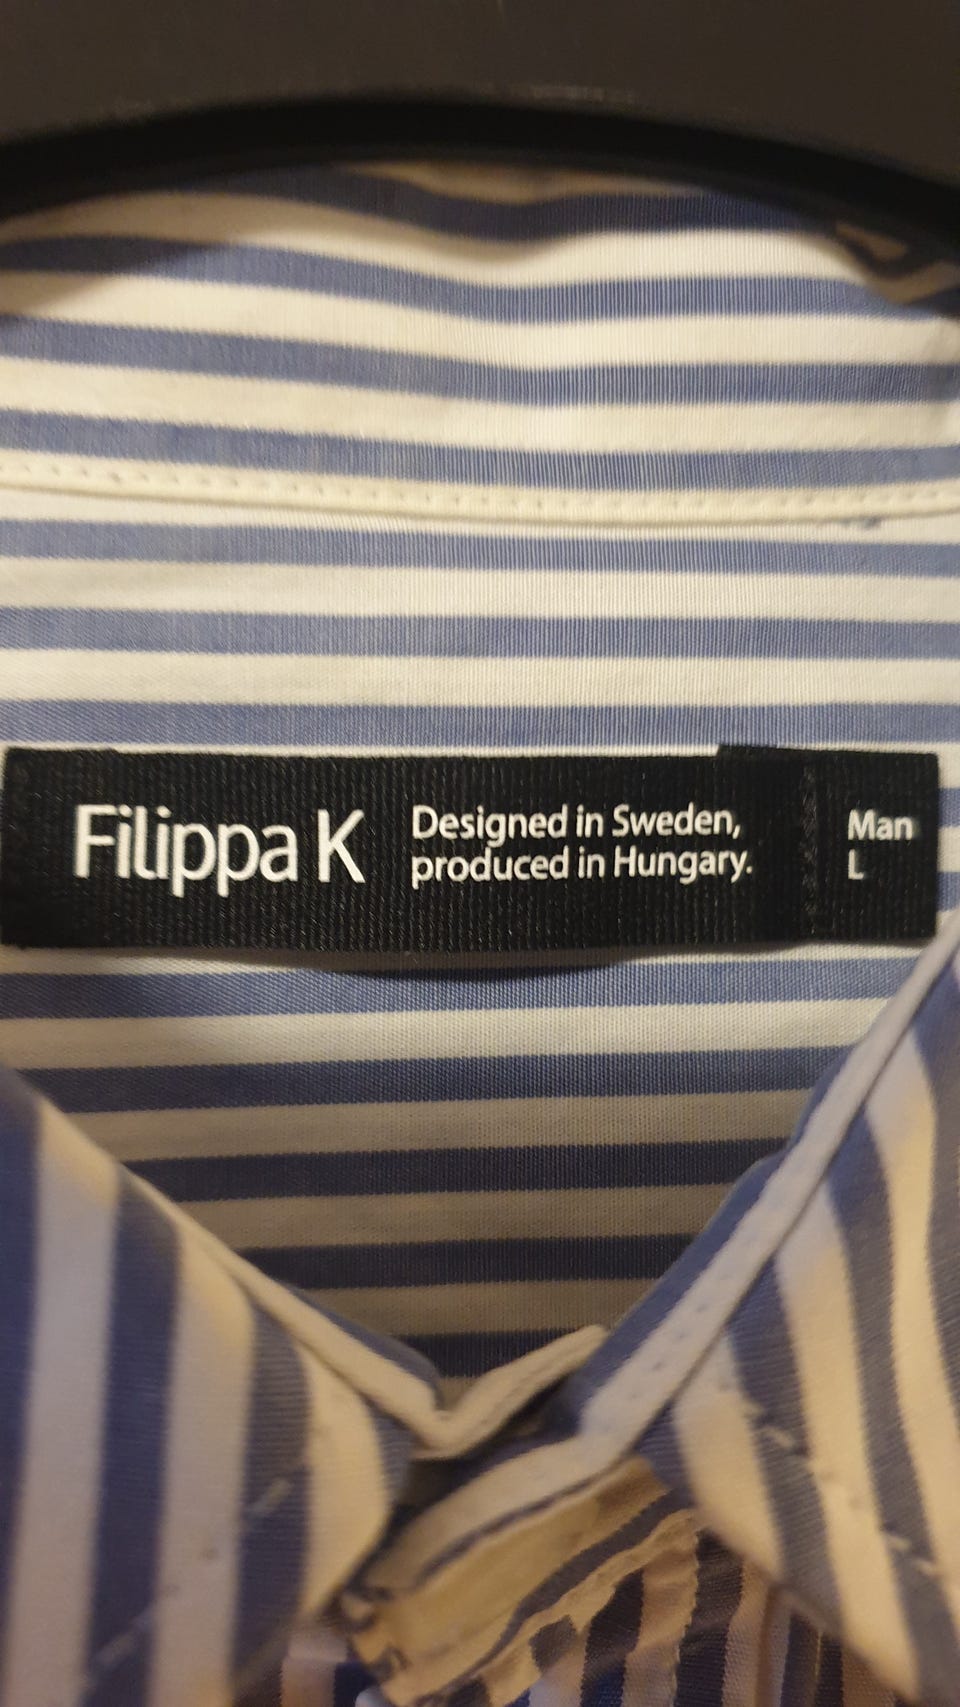 Filippa K
Designed in Sweden,
produced in Hungary.
Man
L